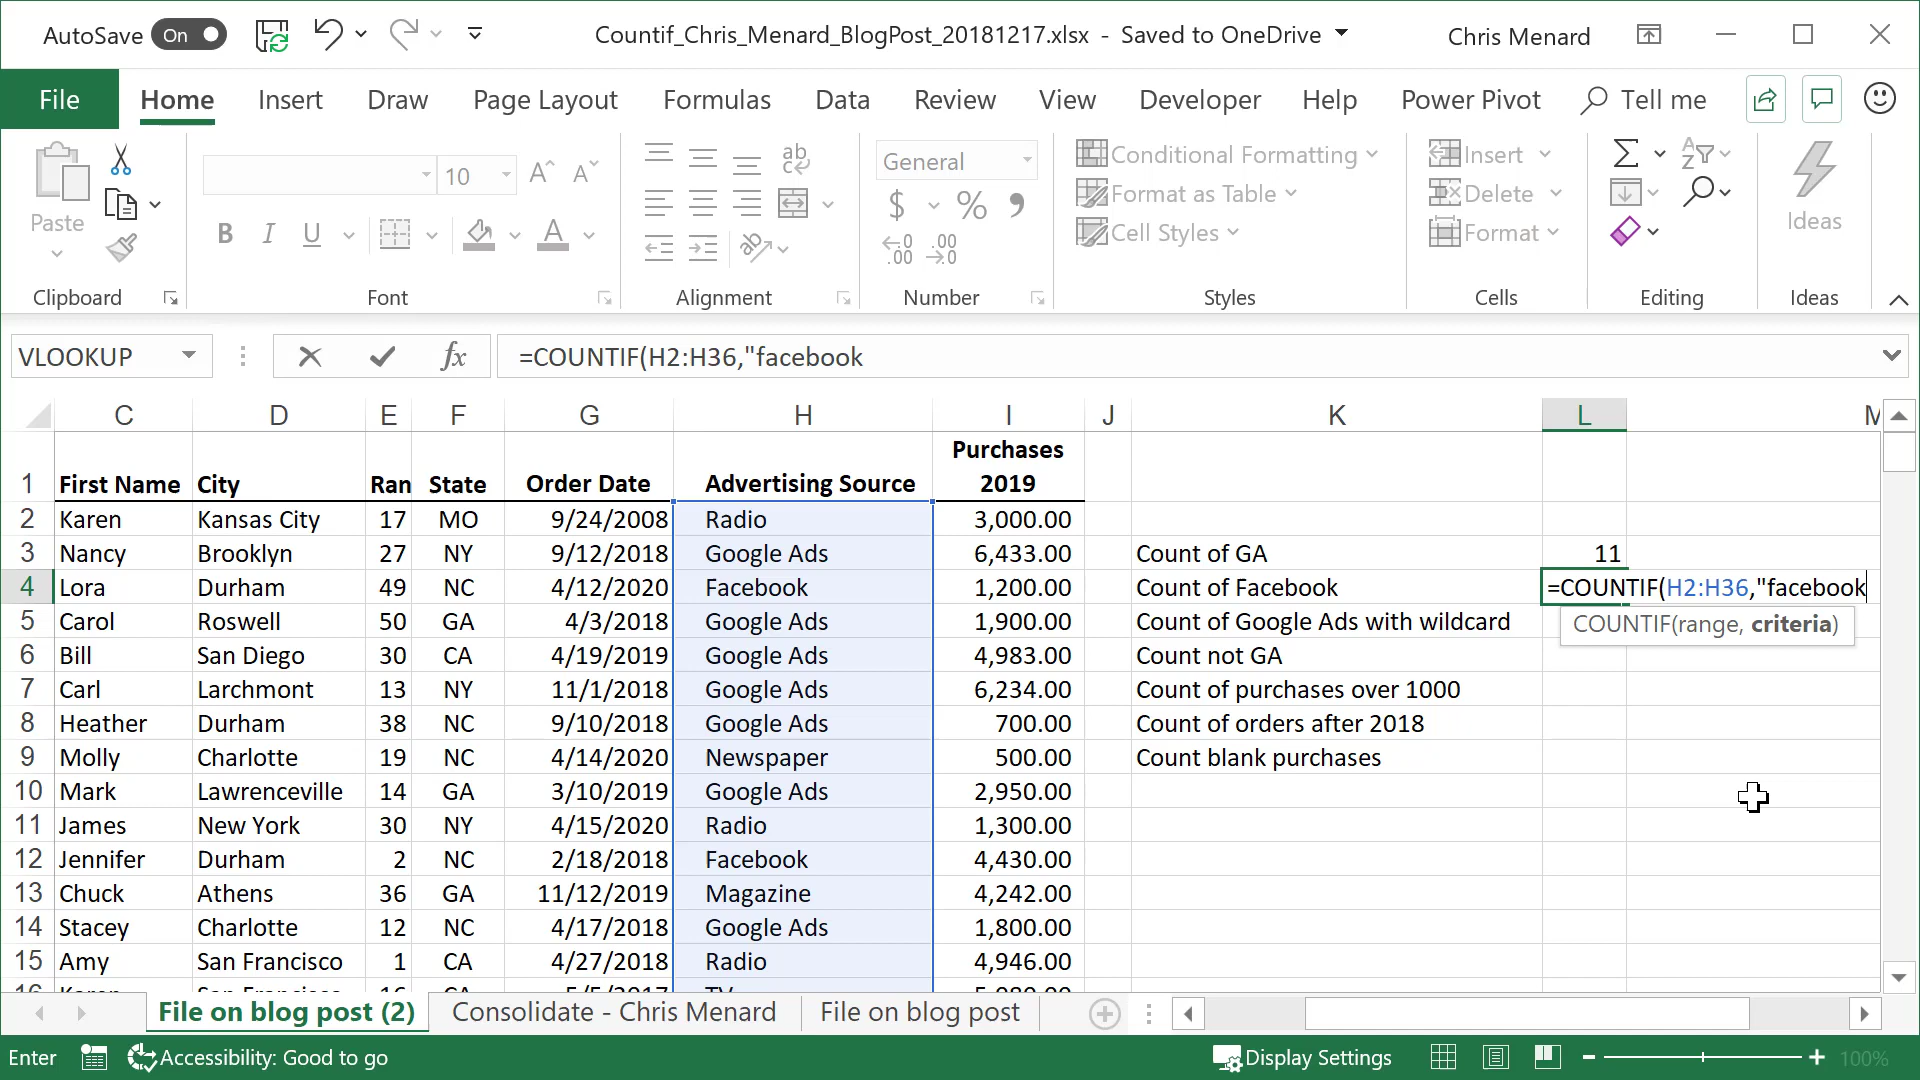 AutoSave On Countif_Chris_Menard_BlogPost_20181217.xlsx - Saved to OneDrive Chris Menard
File Home Insert Draw Page Layout Formulas Data Review View Developer Help Power Pivot Tell me
Paste 10 A A ab c General Conditional Formatting Insert Σ A Z
$ % , Format as Table Delete
B I U A ab .0 .00 .00 .0 Cell Styles Format Ideas
Clipboard Font Alignment Number Styles Cells Editing Ideas
VLOOKUP fx =COUNTIF(H2:H36,"facebook
C D E F G H I J K L M
1 First Name City Ran State Order Date Advertising Source Purchases 2019
2 Karen Kansas City 17 MO 9/24/2008 Radio 3,000.00
3 Nancy Brooklyn 27 NY 9/12/2018 Google Ads 6,433.00 Count of GA 11
4 Lora Durham 49 NC 4/12/2020 Facebook 1,200.00 Count of Facebook =COUNTIF(H2:H36,"facebook
5 Carol Roswell 50 GA 4/3/2018 Google Ads 1,900.00 Count of Google Ads with wildcard COUNTIF(range, criteria)
6 Bill San Diego 30 CA 4/19/2019 Google Ads 4,983.00 Count not GA
7 Carl Larchmont 13 NY 11/1/2018 Google Ads 6,234.00 Count of purchases over 1000
8 Heather Durham 38 NC 9/10/2018 Google Ads 700.00 Count of orders after 2018
9 Molly Charlotte 19 NC 4/14/2020 Newspaper 500.00 Count blank purchases
10 Mark Lawrenceville 14 GA 3/10/2019 Google Ads 2,950.00
11 James New York 30 NY 4/15/2020 Radio 1,300.00
12 Jennifer Durham 2 NC 2/18/2018 Facebook 4,430.00
13 Chuck Athens 36 GA 11/12/2019 Magazine 4,242.00
14 Stacey Charlotte 12 NC 4/17/2018 Google Ads 1,800.00
15 Amy San Francisco 1 CA 4/27/2018 Radio 4,946.00
File on blog post (2) Consolidate - Chris Menard File on blog post
Enter Accessibility: Good to go Display Settings 100%